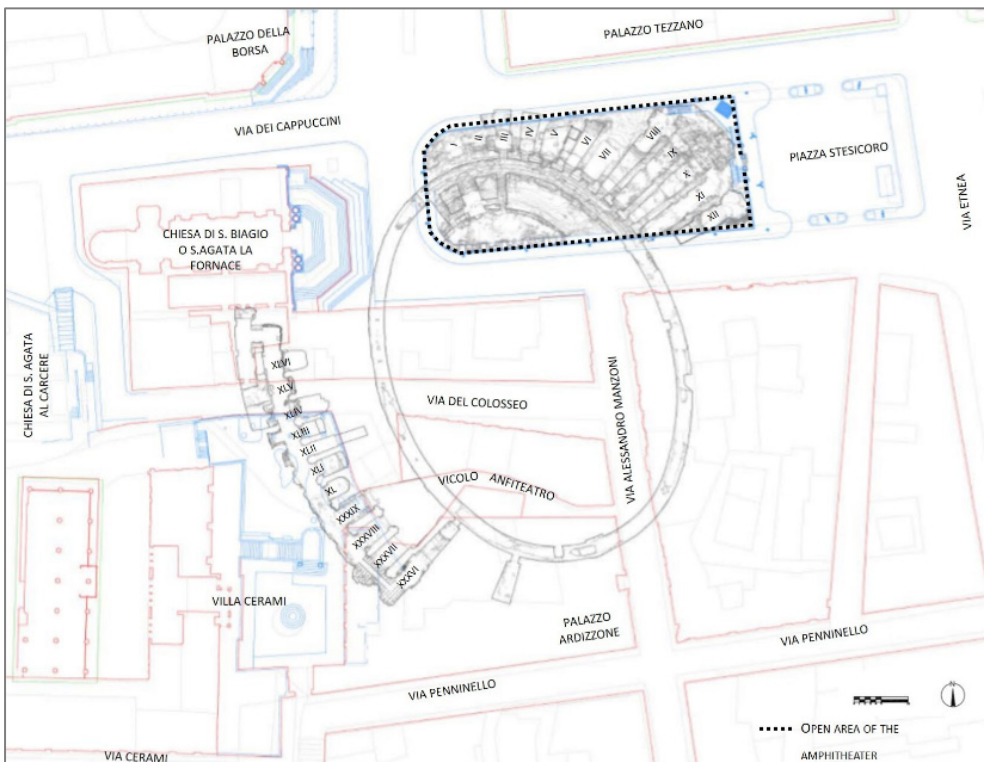 PALAZZO DELLA
BORSA
PALAZZO TEZZANO
VIA DEI CAPPUCCINI
I
II
III
IV
V
VI
VII
VIII
IX
X
XI
XII
PIAZZA STESICORO
VIA ETNEA
CHIESA DI S. BIAGIO
O S.AGATA LA
FORNACE
CHIESA DI S. AGATA
AL CARCERE
XLVI
XLV
XLIV
XLIII
XLII
XLI
XL
XXXIX
XXXVIII
XXXVII
XXXVI
VIA DEL COLOSSEO
VIA ALESSANDRO MANZONI
VICOLO ANFITEATRO
VILLA CERAMI
PALAZZO
ARDIZZONE
VIA PENNINELLO
VIA PENNINELLO
VIA CERAMI
N
OPEN AREA OF THE
AMPHITHEATER